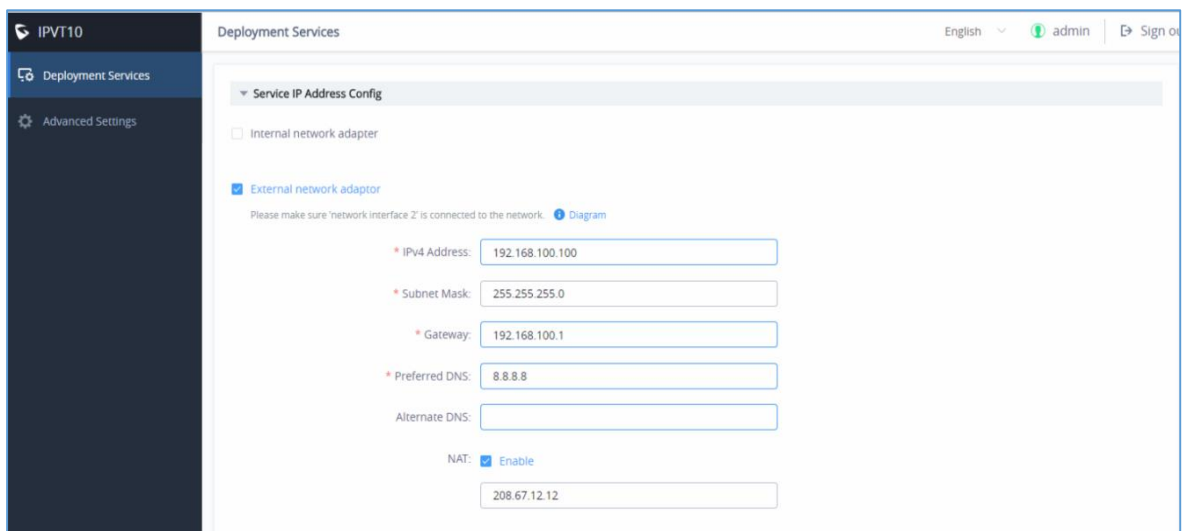 IPVT10
Deployment Services
English
admin
Sign ou
Deployment Services
Advanced Settings
Service IP Address Config
Internal network adapter
External network adaptor
Please make sure 'network interface 2' is connected to the network. Diagram
* IPv4 Address: 192.168.100.100
* Subnet Mask: 255.255.255.0
* Gateway: 192.168.100.1
* Preferred DNS: 8.8.8.8
Alternate DNS:
NAT: Enable
208.67.12.12